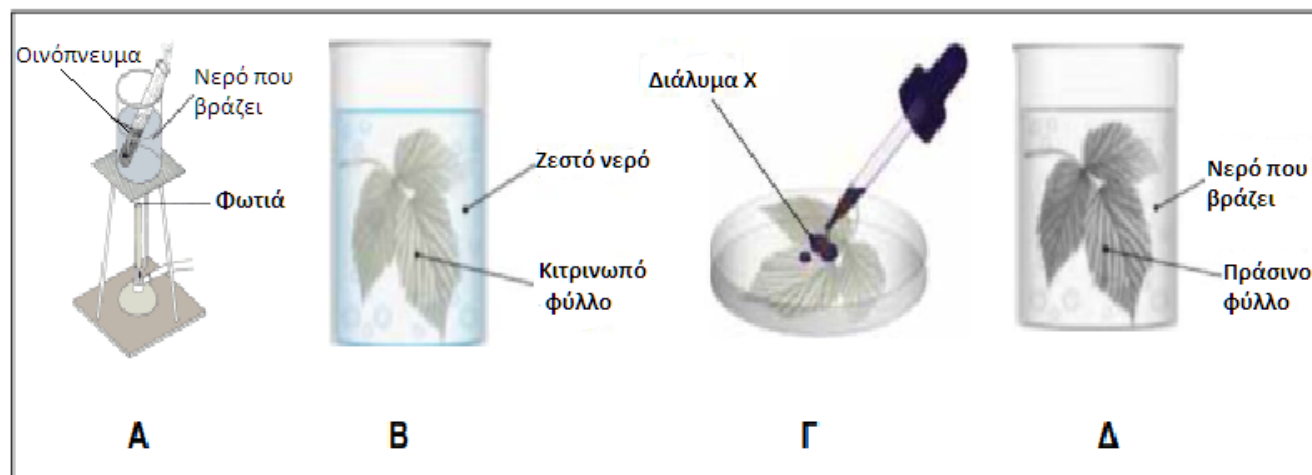 Οινόπνευμα
Νερό που
βράζει
Φωτιά
Ζεστό νερό
Κιτρινωπό
φύλλο
Διάλυμα Χ
Νερό που
βράζει
Πράσινο
φύλλο
Α
Β
Γ
Δ